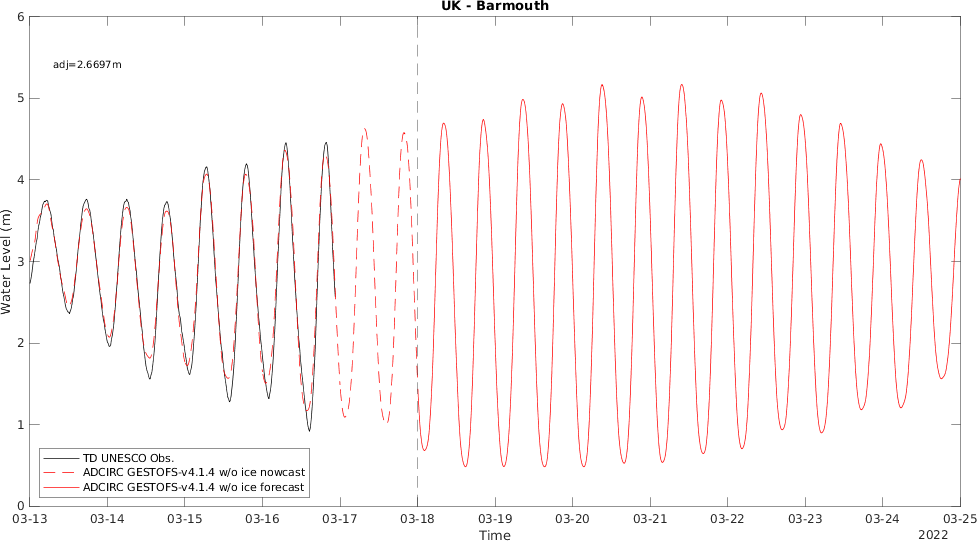 UK - Barmouth
adj=2.6697m
6
5
4
3
2
1
0
Water Level (m)
TD UNESCO Obs.
ADCIRC GESTOFS-v4.1.4 w/o ice nowcast
ADCIRC GESTOFS-v4.1.4 w/o ice forecast
03-13 03-14 03-15 03-16 03-17 03-18 03-19 03-20 03-21 03-22 03-23 03-24 03-25
Time
2022